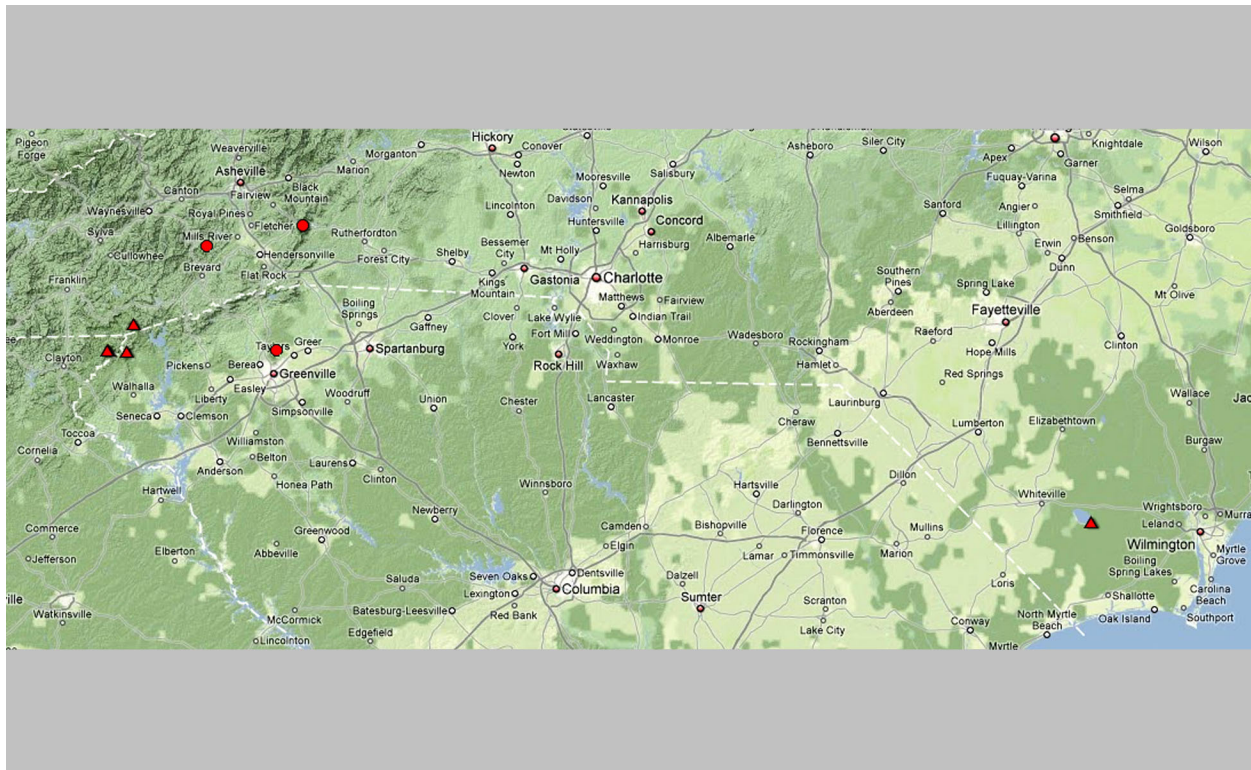 Pigeon
Forge
Weaverville
Asheville
Canton
Fairview
Black
Mountain
Marion
Morganton
Hickory
Conover
Newton
Mooresville
Salisbury
Asheboro
Siler City
Apex
Garner
Knightdale
Wilson
Fuquay-Varina
Selma
Smithfield
Angier
Sanford
Waynesville
Royal Pines
Fletcher
Sylva
Mills River
Cullowhee
Rutherfordton
Forest City
Lincolnton
Davidson
Huntersville
Kannapolis
Concord
Harrisburg
Albemarle
Lillington
Erwin
Benson
Dunn
Goldsboro
Franklin
Brevard
Hendersonville
Flat Rock
Shelby
Bessemer
City
Mt Holly
Kings
Mountain
Gastonia
Charlotte
Matthews
Fairview
Indian Trail
Southern
Pines
Aberdeen
Spring Lake
Fayetteville
Mt Olive
Boiling
Springs
Gaffney
Clover
Lake Wylie
Fort Mill
Weddington
Monroe
Wadesboro
Rockingham
Raeford
Hope Mills
Clinton
Clayton
Pickens
Berea
Taylors
Greer
Greenville
Spartanburg
York
Rock Hill
Waxhaw
Hamlet
Red Springs
Walhalla
Liberty
Easley
Simpsonville
Woodruff
Union
Chester
Lancaster
Laurinburg
Wallace
Jac
Seneca
Clemson
Toccoa
Cornelia
Williamston
Belton
Anderson
Honea Path
Laurens
Clinton
Cheraw
Bennettsville
Lumberton
Elizabethtown
Burgaw
Hartwell
Winnsboro
Hartsville
Dillon
Darlington
Whiteville
Wrightsboro
Murra
Leland
Wilmington
Commerce
Jefferson
Elberton
Abbeville
Greenwood
Newberry
Camden
Elgin
Bishopville
Lamar
Florence
Timmonsville
Mullins
Marion
Myrtle
Grove
Boiling
Spring Lakes
Carolina
Beach
Saluda
Seven Oaks
Dentsville
Lexington
Columbia
Red Bank
Dalzell
Sumter
Scranton
Lake City
Loris
Shallotte
Oak Island
Southport
ville
Watkinsville
McCormick
Lincolnton
Batesburg-Leesville
Edgefield
Conway
North Myrtle
Beach
Myrtle